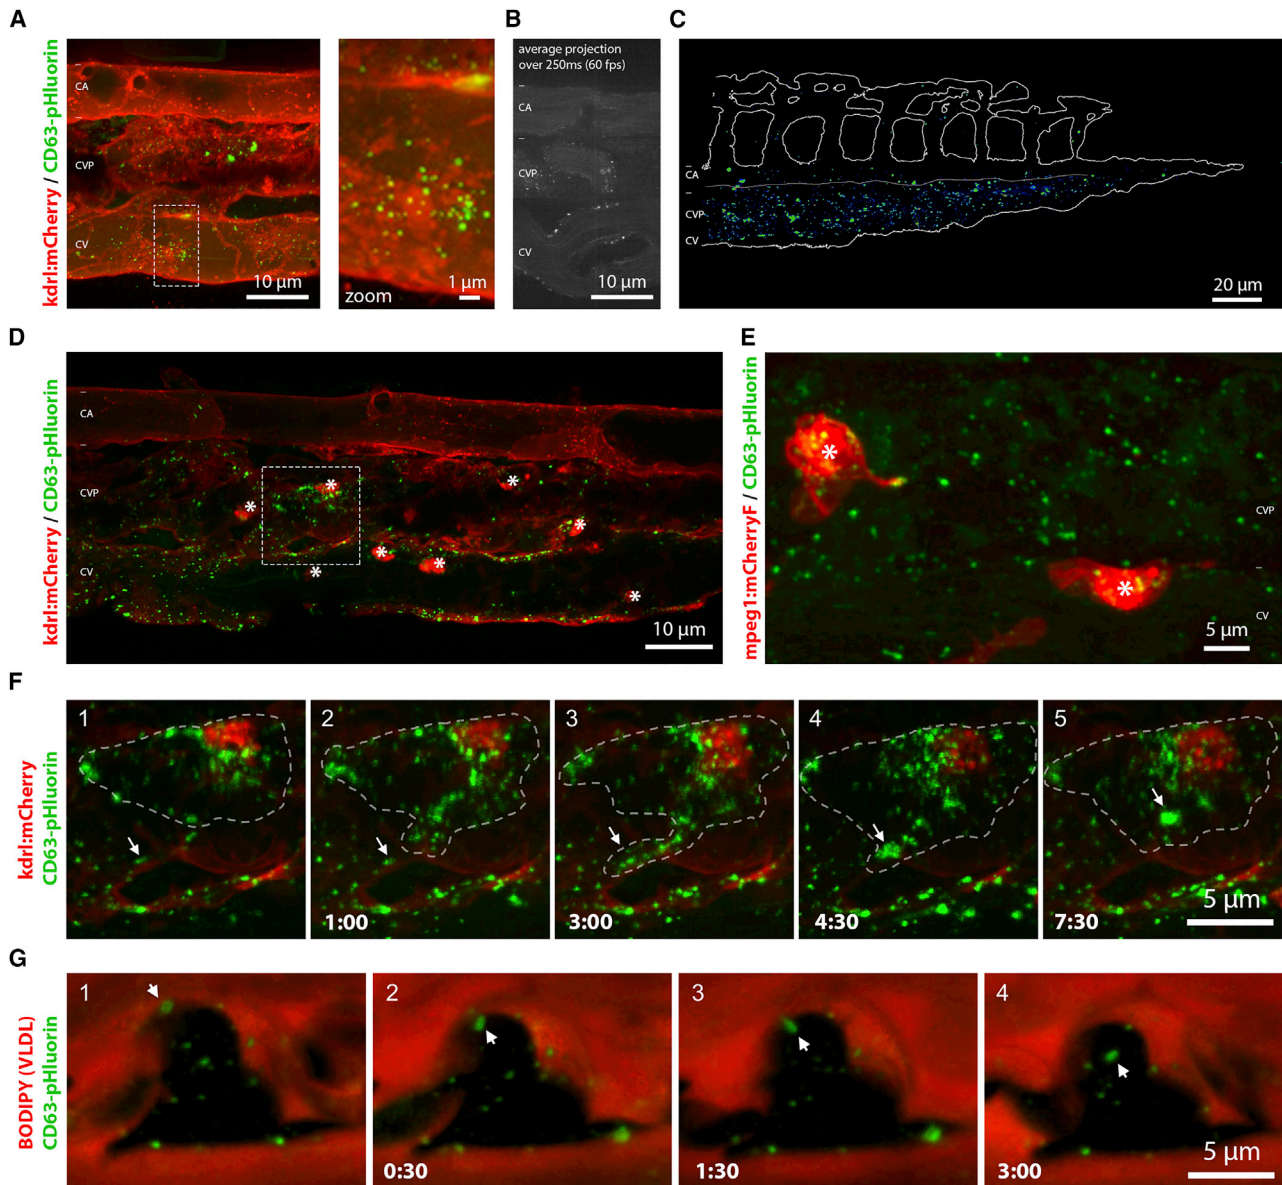 A
kdrl:mCherry / CD63-pHluorin
CA
CVP
CV
10 µm
zoom
1 µm
B
average projection
over 250ms (60 fps)
CA
CVP
CV
10 µm
C
CA
CVP
CV
20 µm
D
kdrl:mCherry / CD63-pHluorin
CA
CVP
CV
* * * * * * * *
10 µm
E
mpeg1:mCherryF / CD63-pHluorin
*
*
CVP
CV
5 µm
F
kdrl:mCherry
CD63-pHluorin
1
2
1:00
3
3:00
4
4:30
5
7:30
5 µm
G
BODIPY (VLDL)
CD63-pHluorin
1
2
0:30
3
1:30
4
3:00
5 µm